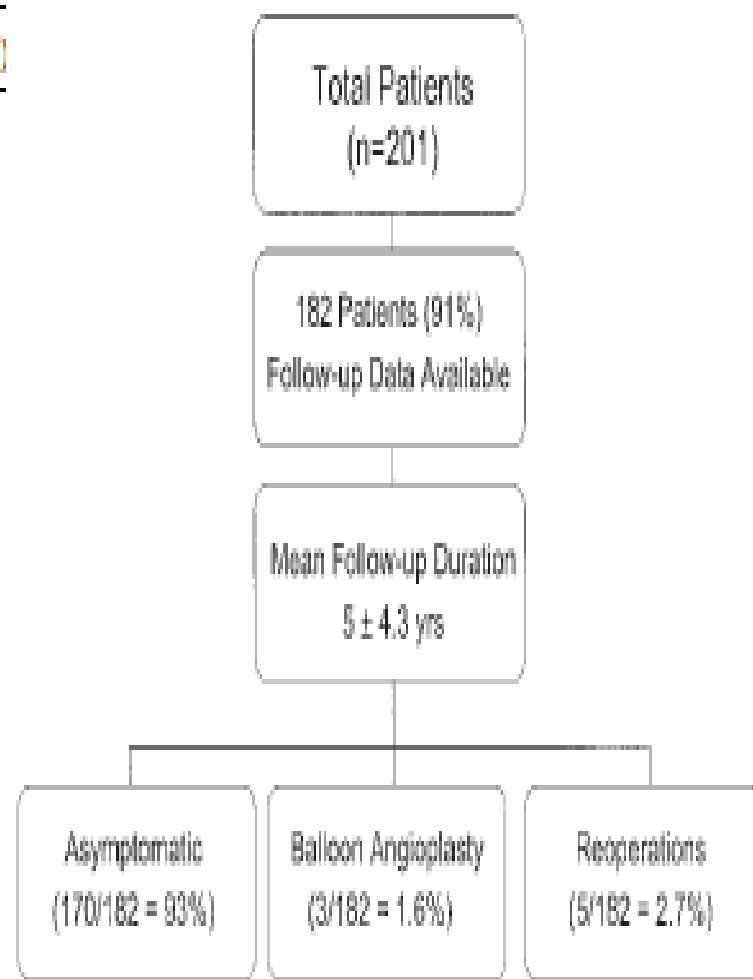 Total Patients
(n=201)
182 Patients (91%)
Follow-up Data Available
Mean Follow-up Duration
5 ± 4.3 yrs
Asymptomatic
(170/182 = 93%)
Balloon Angioplasty
(3/182 = 1.6%)
Reoperations
(5/182 = 2.7%)